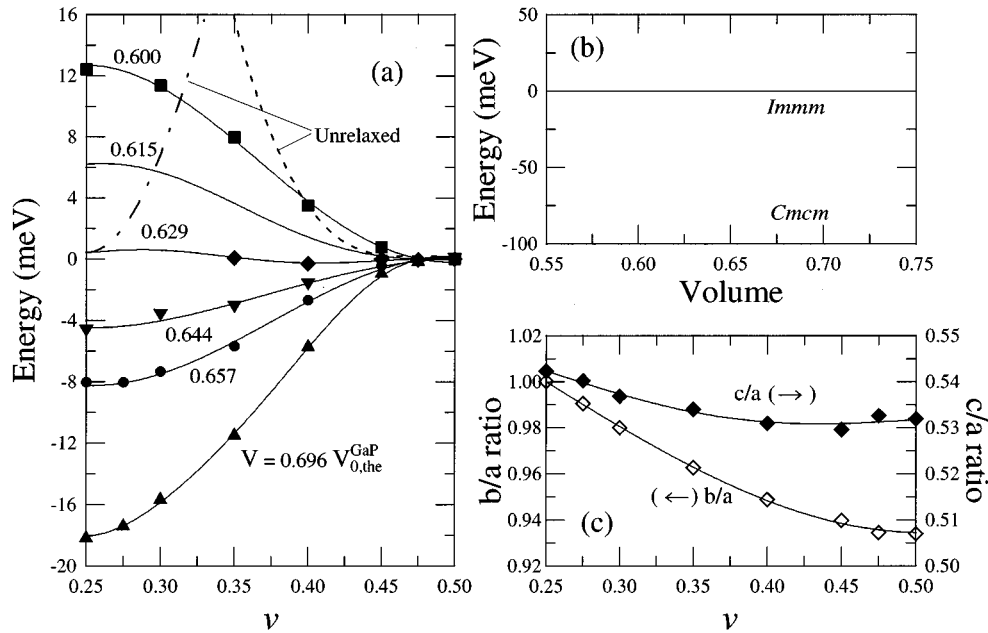 (a)
Energy (meV)
16
12
8
4
0
-4
-8
-12
-16
-20
0.600
Unrelaxed
0.615
0.629
0.644
0.657
V = 0.696 V_{0,the}^{GaP}
0.25 0.30 0.35 0.40 0.45 0.50
ν
(b)
Energy (meV)
50
0
-50
-100
Immm
Cmcm
0.55 0.60 0.65 0.70 0.75
Volume
b/a ratio
1.02
1.00
0.98
0.96
0.94
0.92
c/a (→)
(←) b/a
(c)
0.55
0.54
0.53
0.52
0.51
0.50
c/a ratio
0.25 0.30 0.35 0.40 0.45 0.50
ν